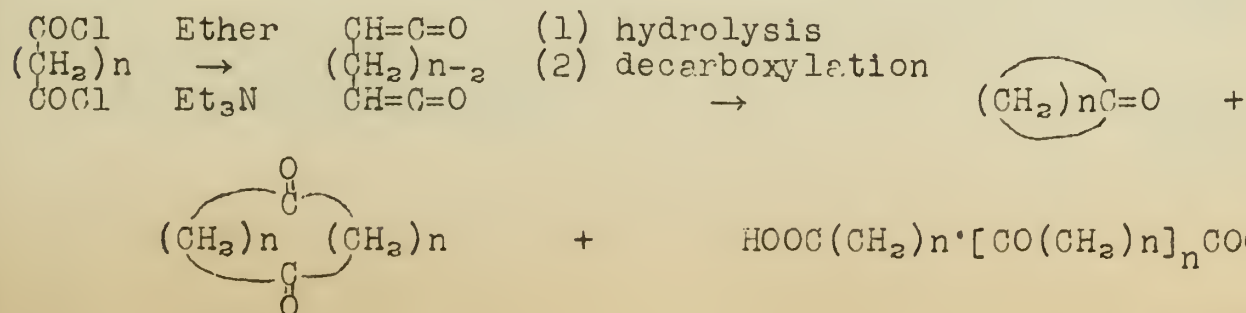 COCl Ether CH=C=O (1) hydrolysis
(CH₂)n → (CH₂)n-₂ (2) decarboxylation
COCl Et₃N CH=C=O → (CH₂)nC=O +
O
C
(CH₂)n (CH₂)n + HOOC(CH₂)n·[CO(CH₂)n]ₙCO
C
O